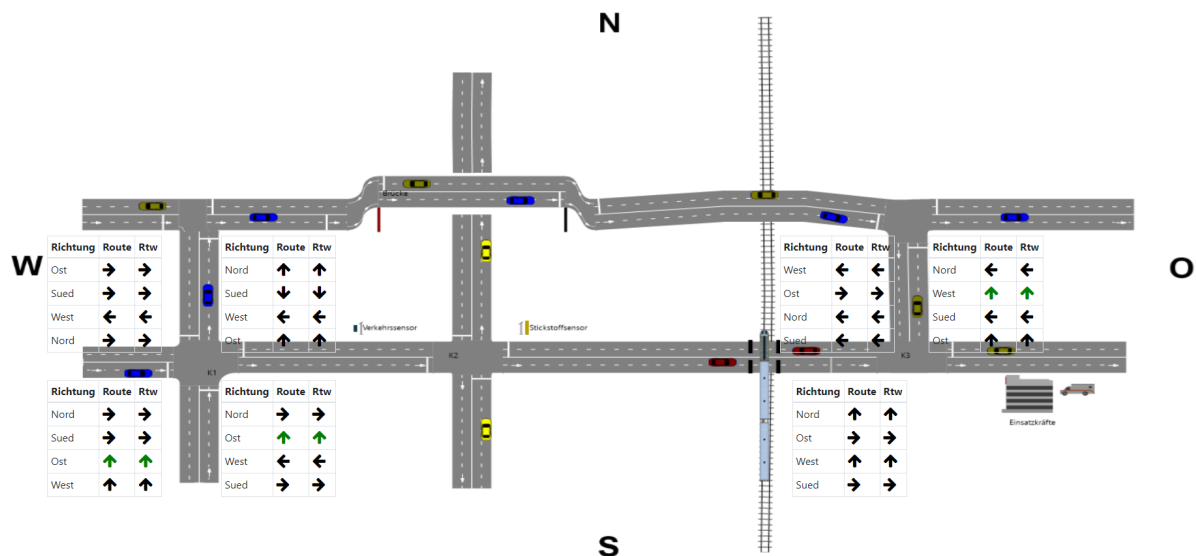 N
Brücke
W
O
Richtung Route Rtw
Ost
Sued
West
Nord
Richtung Route Rtw
Nord
Sued
West
Ost
Richtung Route Rtw
West
Ost
Nord
Sued
Richtung Route Rtw
Nord
West
Sued
Ost
Verkehrssensor
Stickstoffsensor
K1
K2
K3
Richtung Route Rtw
Nord
Sued
Ost
West
Richtung Route Rtw
Nord
Ost
West
Sued
Richtung Route Rtw
Nord
Ost
West
Sued
Einsatzkräfte
S